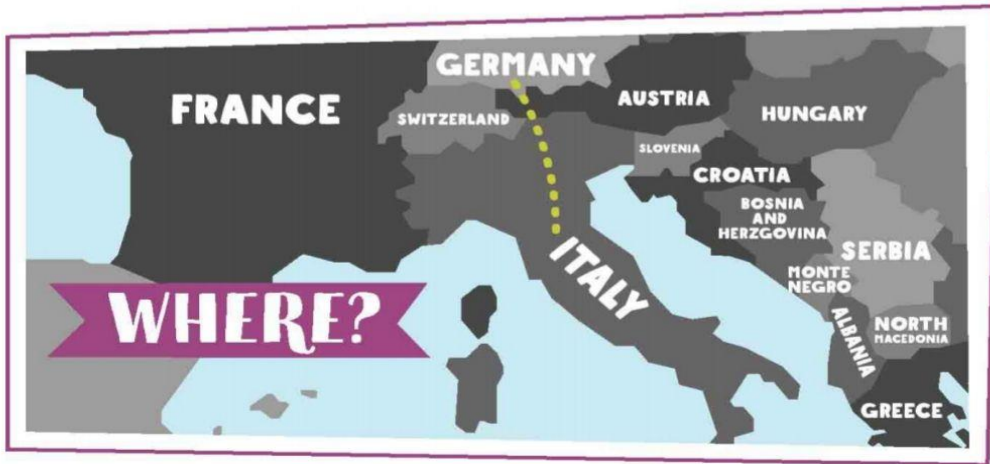 GERMANY
FRANCE
AUSTRIA
SWITZERLAND
HUNGARY
SLOVENIA
CROATIA
BOSNIA
AND
HERZGOVINA
ITALY
SERBIA
MONTE
NEGRO
WHERE?
ALBANIA
NORTH
MACEDONIA
GREECE